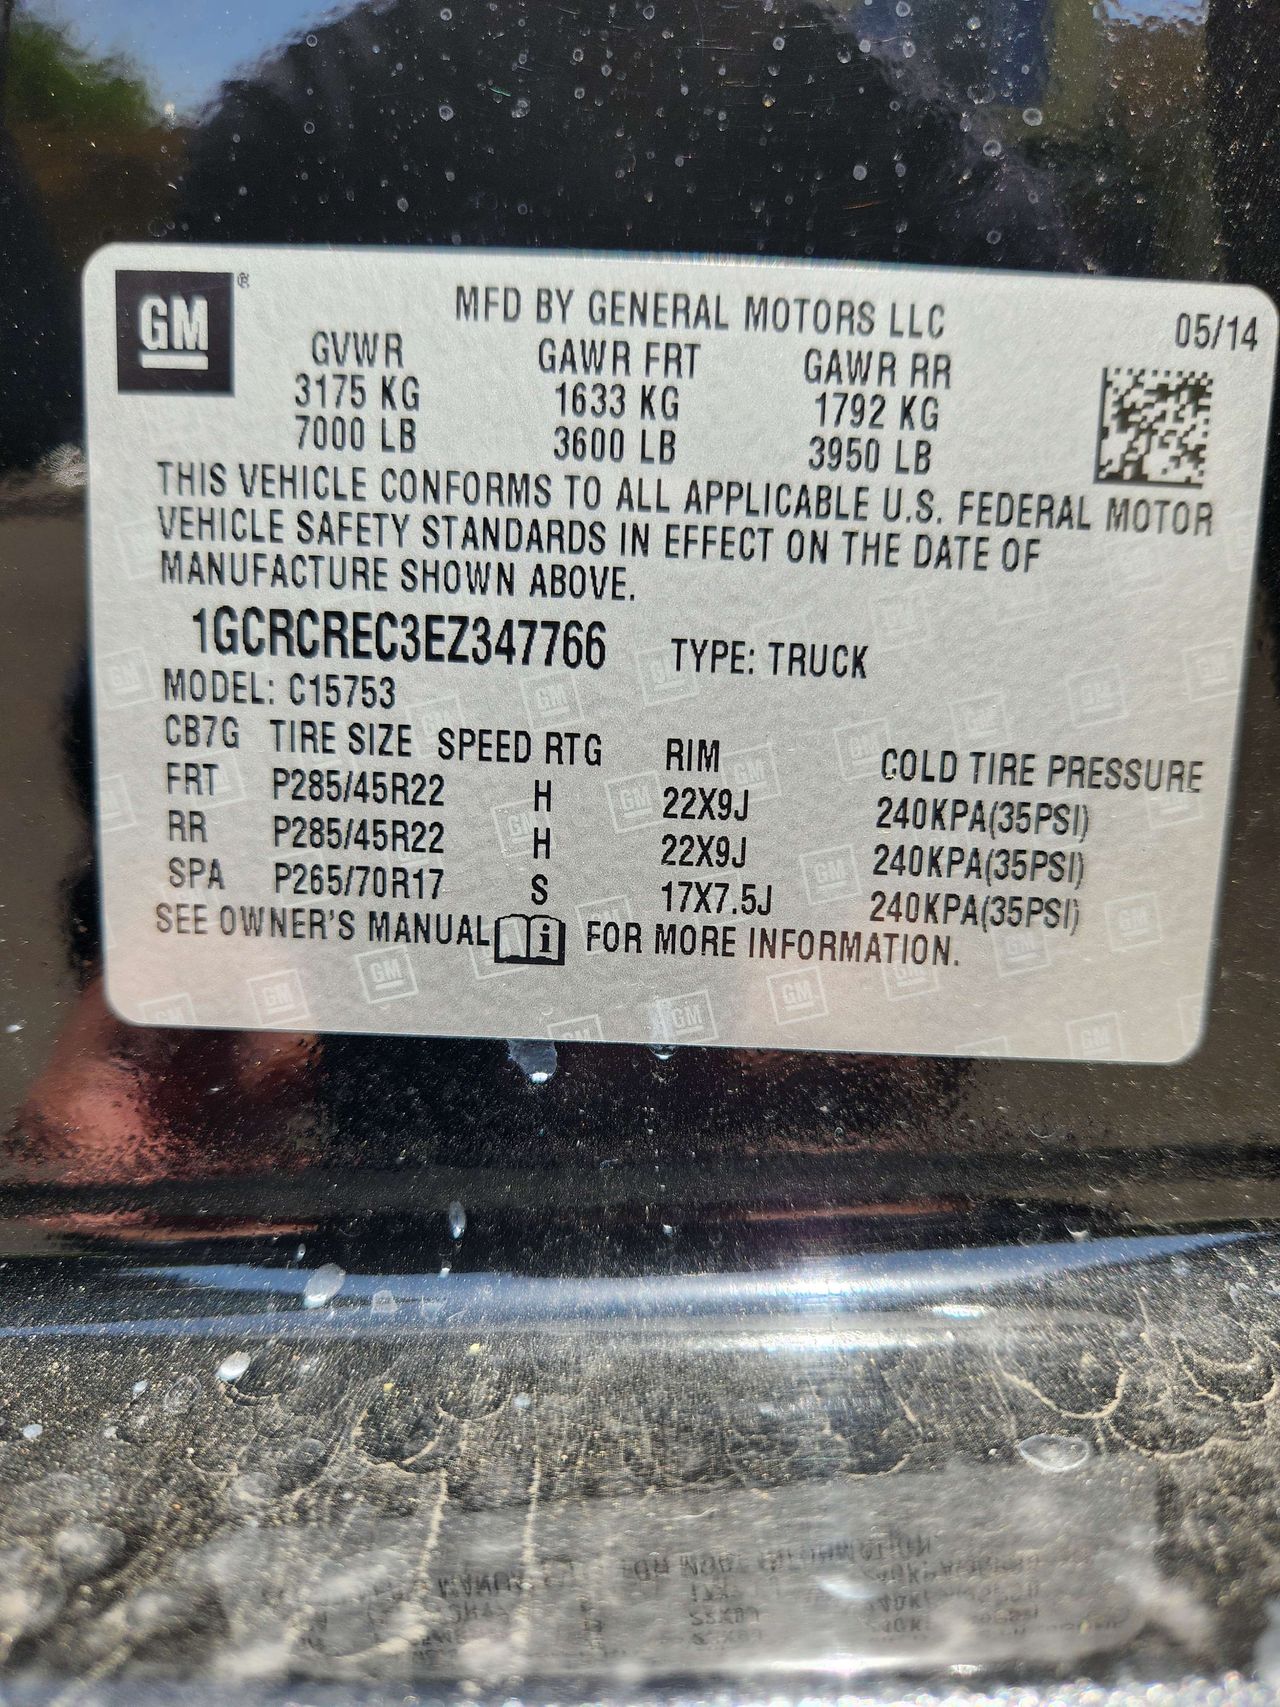 GM ®
MFD BY GENERAL MOTORS LLC
05/14
GVWR GAWR FRT GAWR RR
3175 KG 1633 KG 1792 KG
7000 LB 3600 LB 3950 LB
THIS VEHICLE CONFORMS TO ALL APPLICABLE U.S. FEDERAL MOTOR
VEHICLE SAFETY STANDARDS IN EFFECT ON THE DATE OF
MANUFACTURE SHOWN ABOVE.
1GCRCREC3EZ347766 TYPE: TRUCK
MODEL: C15753
CB7G TIRE SIZE SPEED RTG RIM COLD TIRE PRESSURE
FRT P285/45R22 H 22X9J 240KPA(35PSI)
RR P285/45R22 H 22X9J 240KPA(35PSI)
SPA P265/70R17 S 17X7.5J 240KPA(35PSI)
SEE OWNER'S MANUAL i FOR MORE INFORMATION.